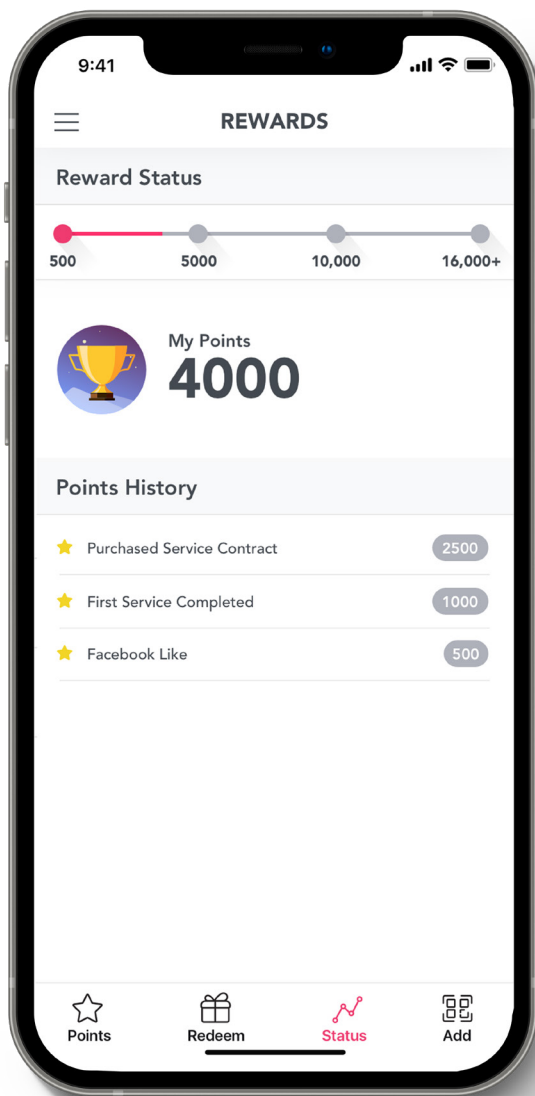 9:41
REWARDS
Reward Status
500 5000 10,000 16,000+
My Points
4000
Points History
Purchased Service Contract 2500
First Service Completed 1000
Facebook Like 500
Points Redeem Status Add